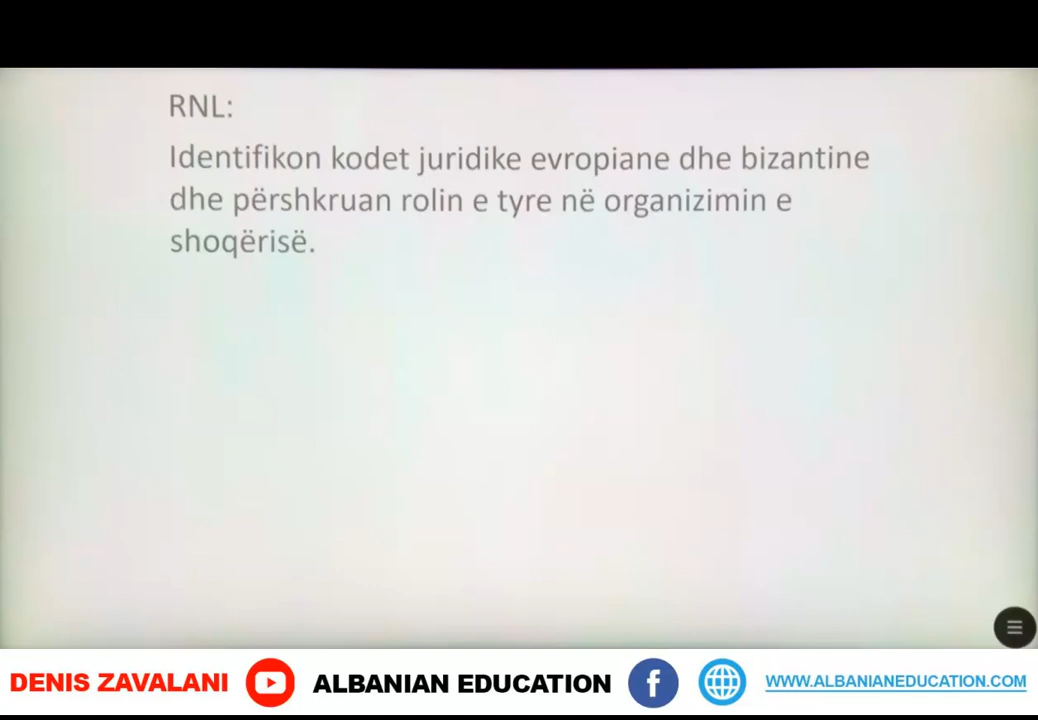 RNL:
Identifikon kodet juridike evropiane dhe bizantine
dhe përshkruan rolin e tyre në organizimin e
shoqërisë.
DENIS ZAVALANI ALBANIAN EDUCATION f WWW.ALBANIANEDUCATION.COM